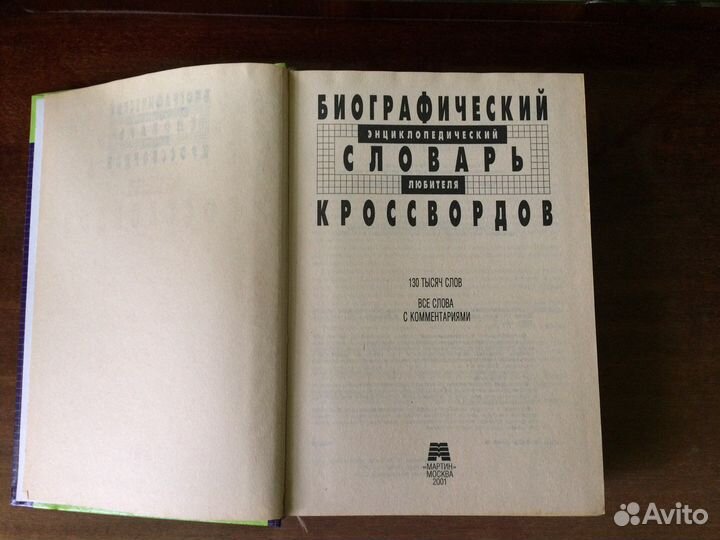 БИОГРАФИЧЕСКИЙ
ЭНЦИКЛОПЕДИЧЕСКИЙ
СЛОВАРЬ
ЛЮБИТЕЛЯ
КРОССВОРДОВ
130 ТЫСЯЧ СЛОВ
ВСЕ СЛОВА
С КОММЕНТАРИЯМИ
«МАРТИН»
МОСКВА
2001
Avito